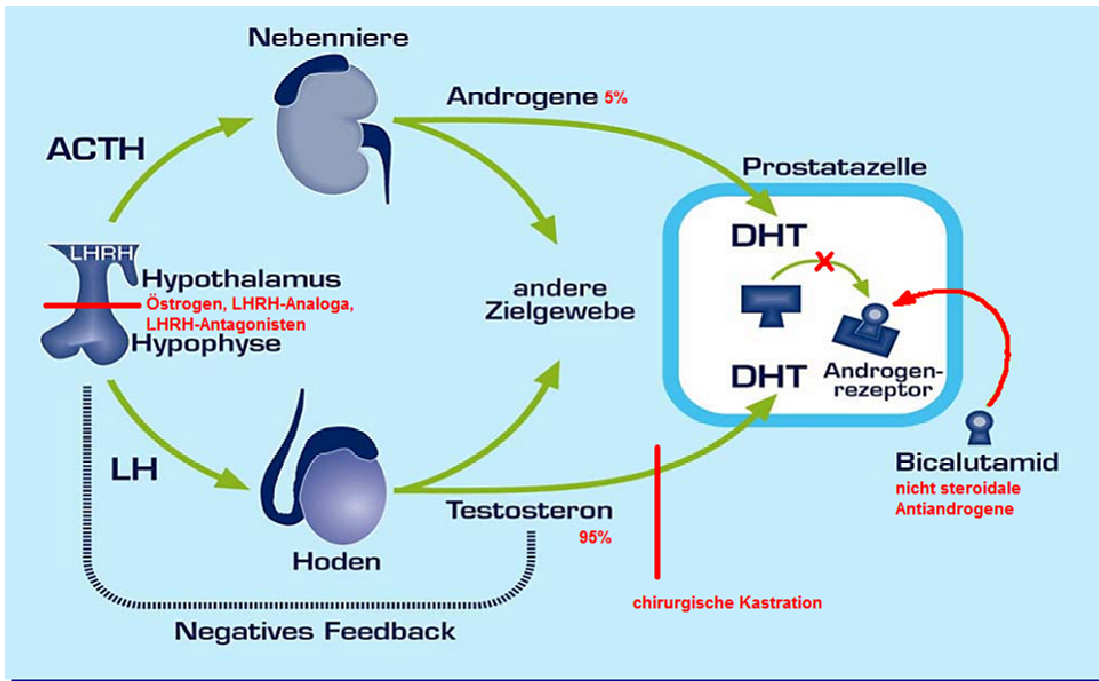 Nebenniere
Androgene 5%
ACTH
Prostatazelle
DHT
LHRH
Hypothalamus
Östrogen, LHRH-Analoga,
LHRH-Antagonisten
Hypophyse
andere
Zielgewebe
DHT
Androgen-
rezeptor
LH
Bicalutamid
nicht steroidale
Antiandrogene
Testosteron
95%
Hoden
chirurgische Kastration
Negatives Feedback